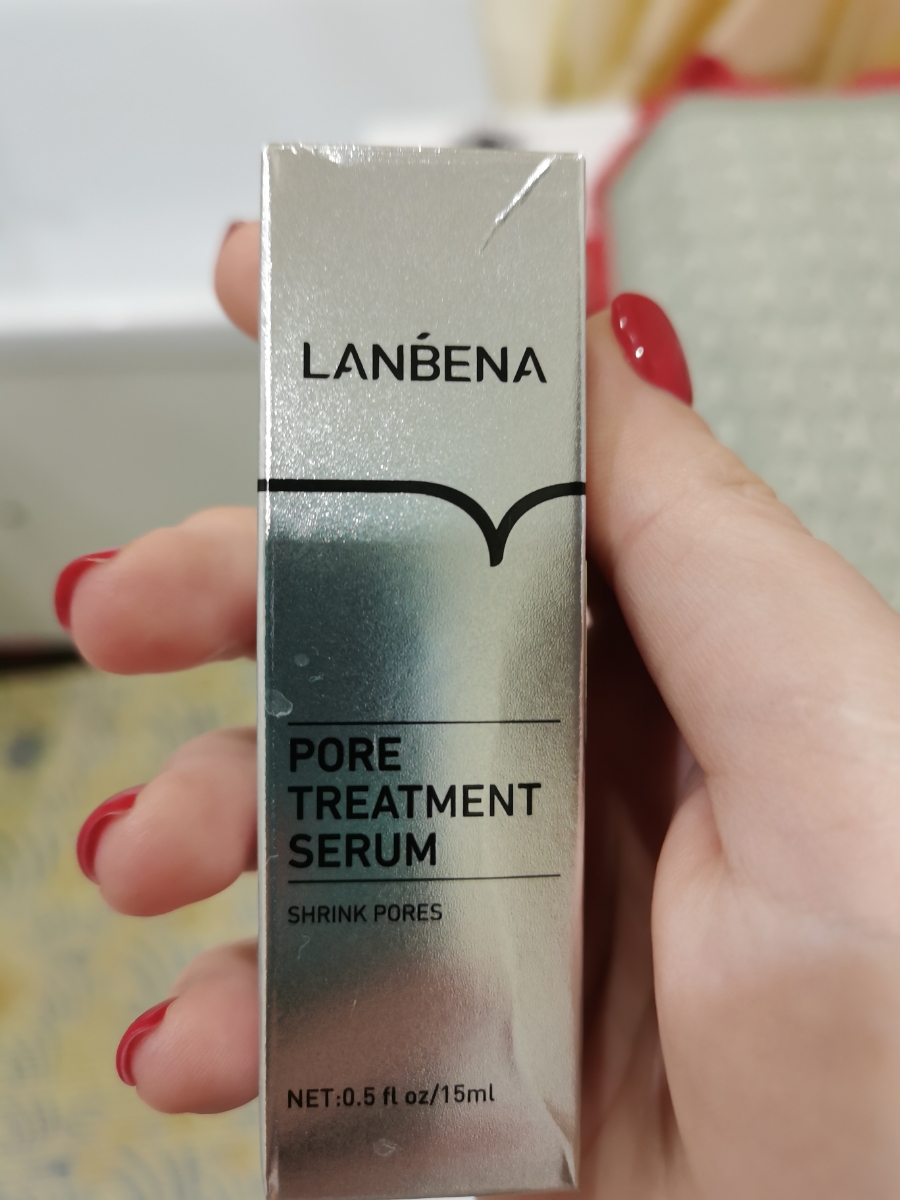 LANBENA
PORE
TREATMENT
SERUM
SHRINK PORES
NET:0.5 fl oz/15ml